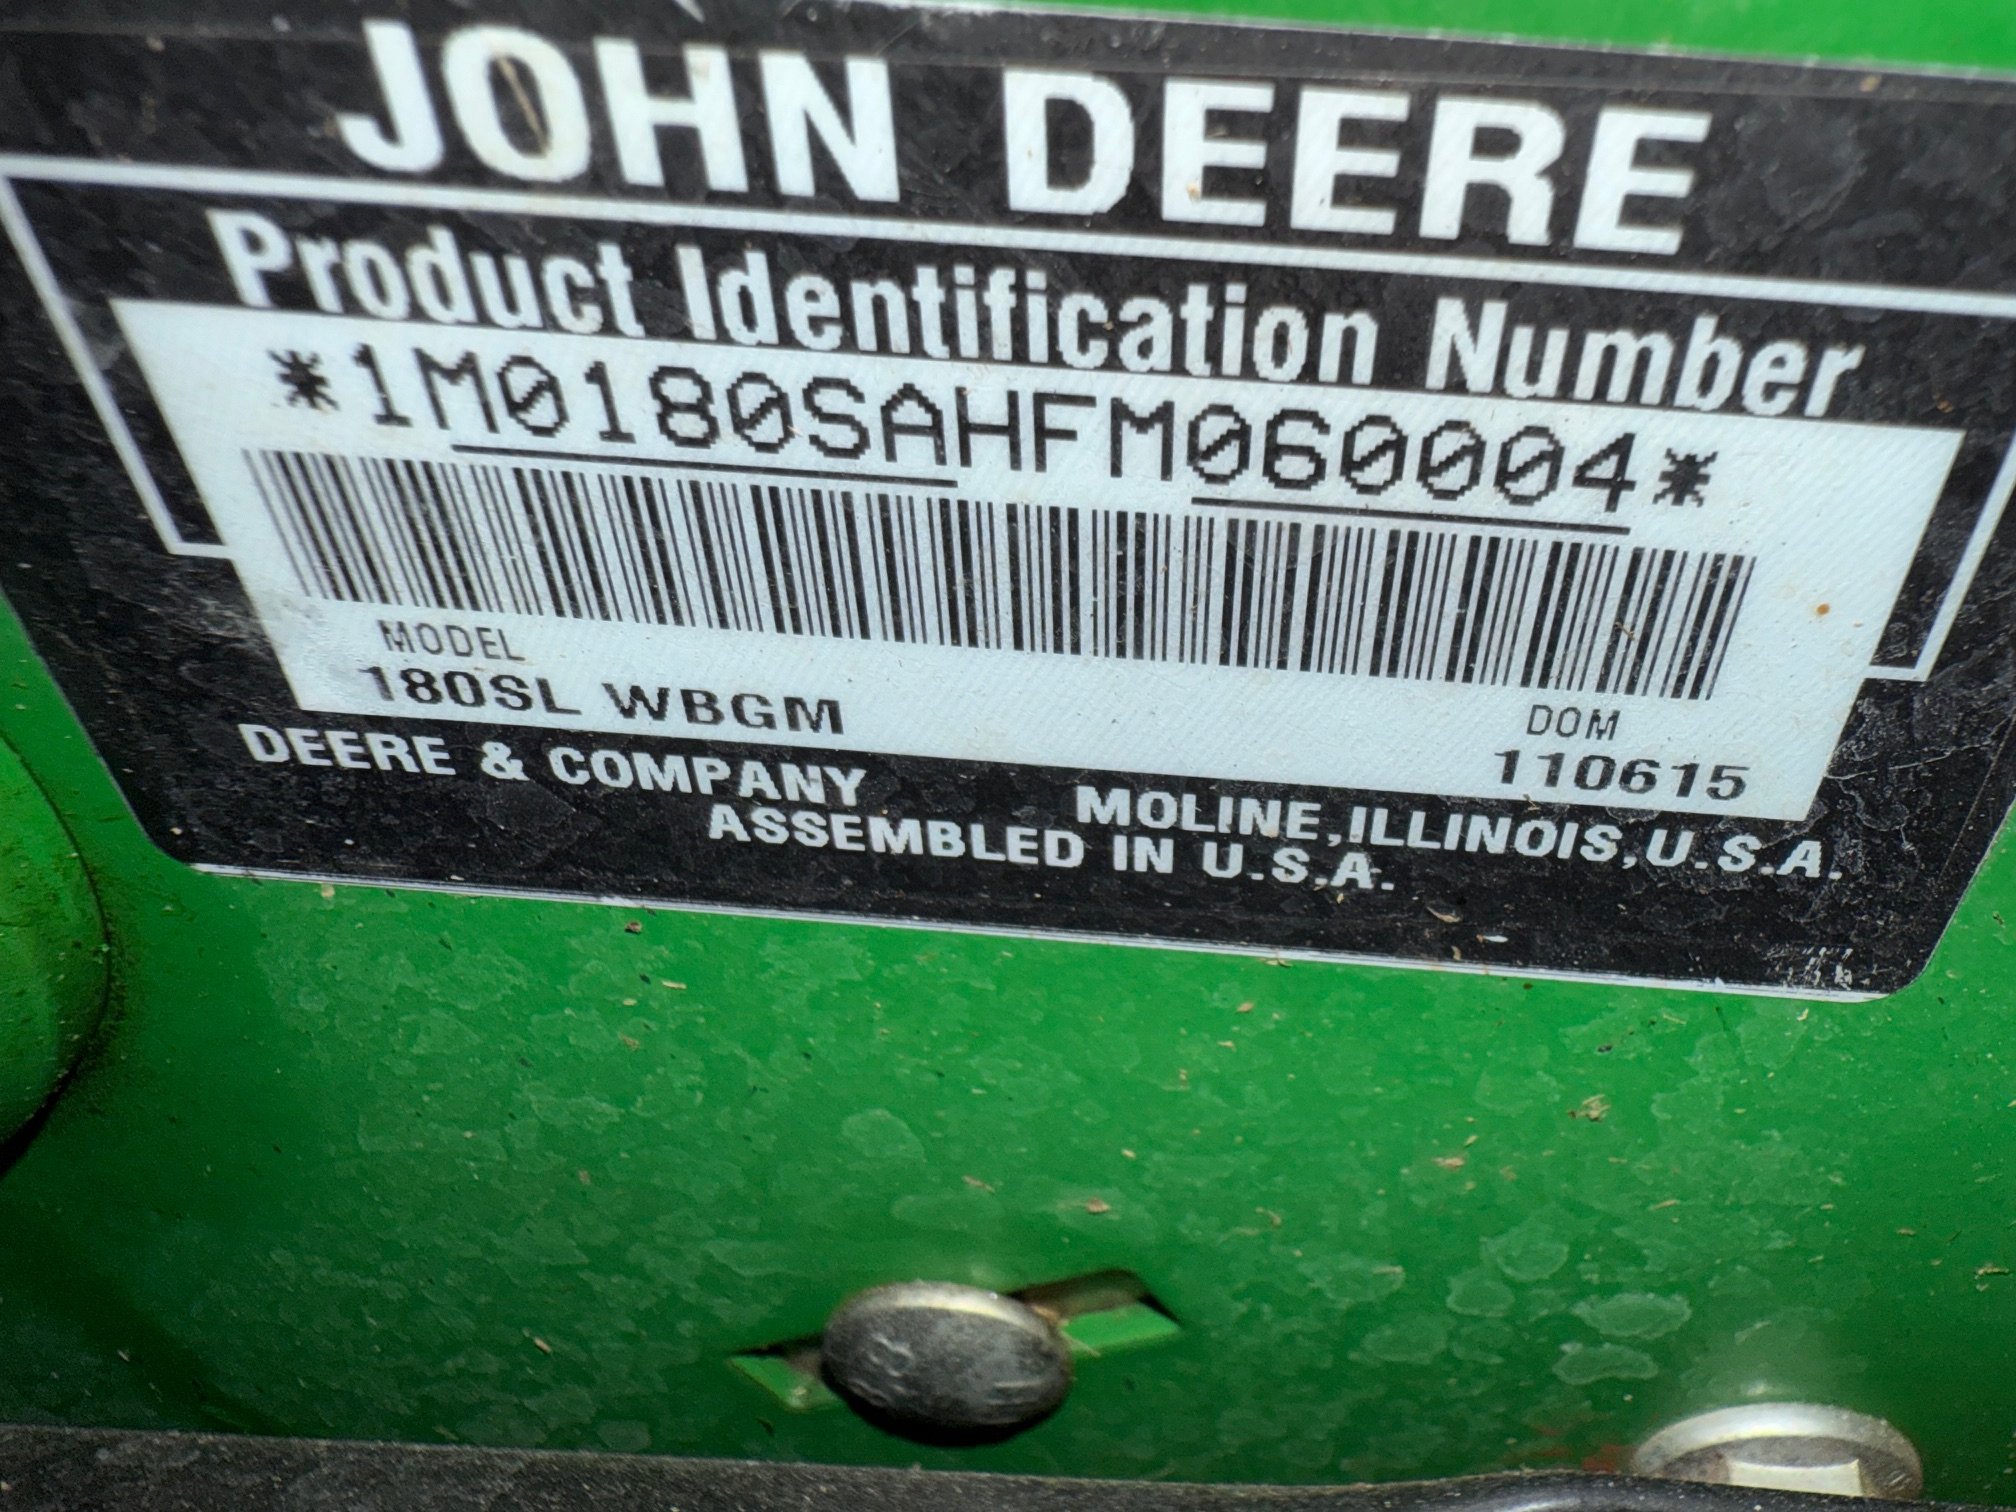 JOHN DEERE
Product Identification Number
*1M0180SAHFM060004*
MODEL
180SL WBGM
DOM
110615
DEERE & COMPANY MOLINE, ILLINOIS, U.S.A.
ASSEMBLED IN U.S.A.